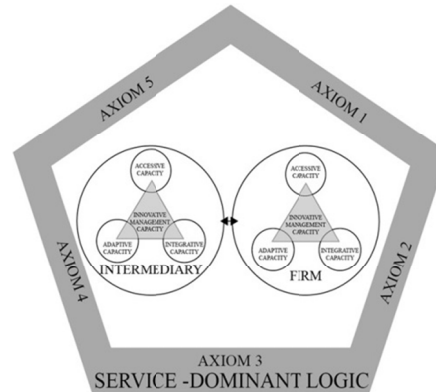 AXIOM 5
AXIOM 1
ACCESSIVE
CAPACITY
INNOVATIVE
MANAGEMENT
CAPACITY
ADAPTIVE
CAPACITY
INTEGRATIVE
CAPACITY
INTERMEDIARY
ACCESSIVE
CAPACITY
INNOVATIVE
MANAGEMENT
CAPACITY
ADAPTIVE
CAPACITY
INTEGRATIVE
CAPACITY
FIRM
AXIOM 4
AXIOM 2
AXIOM 3
SERVICE -DOMINANT LOGIC